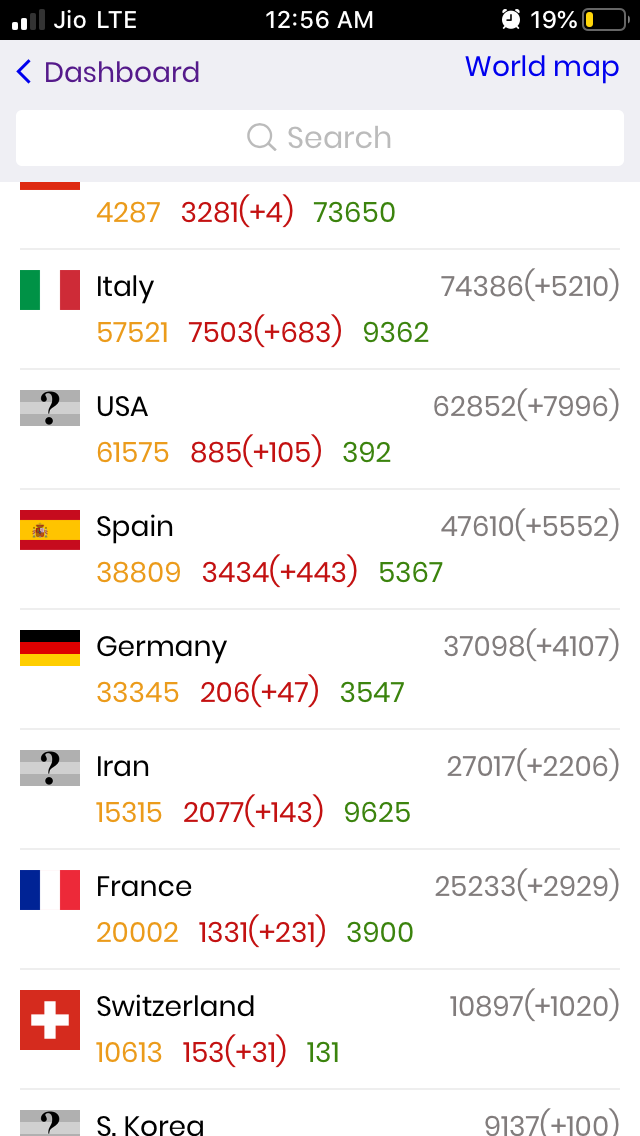 Jio LTE 12:56 AM 19%
Dashboard World map
Search
4287 3281(+4) 73650
Italy 74386(+5210)
57521 7503(+683) 9362
? USA 62852(+7996)
61575 885(+105) 392
Spain 47610(+5552)
38809 3434(+443) 5367
Germany 37098(+4107)
33345 206(+47) 3547
? Iran 27017(+2206)
15315 2077(+143) 9625
France 25233(+2929)
20002 1331(+231) 3900
Switzerland 10897(+1020)
10613 153(+31) 131
? S. Korea 9137(+100)